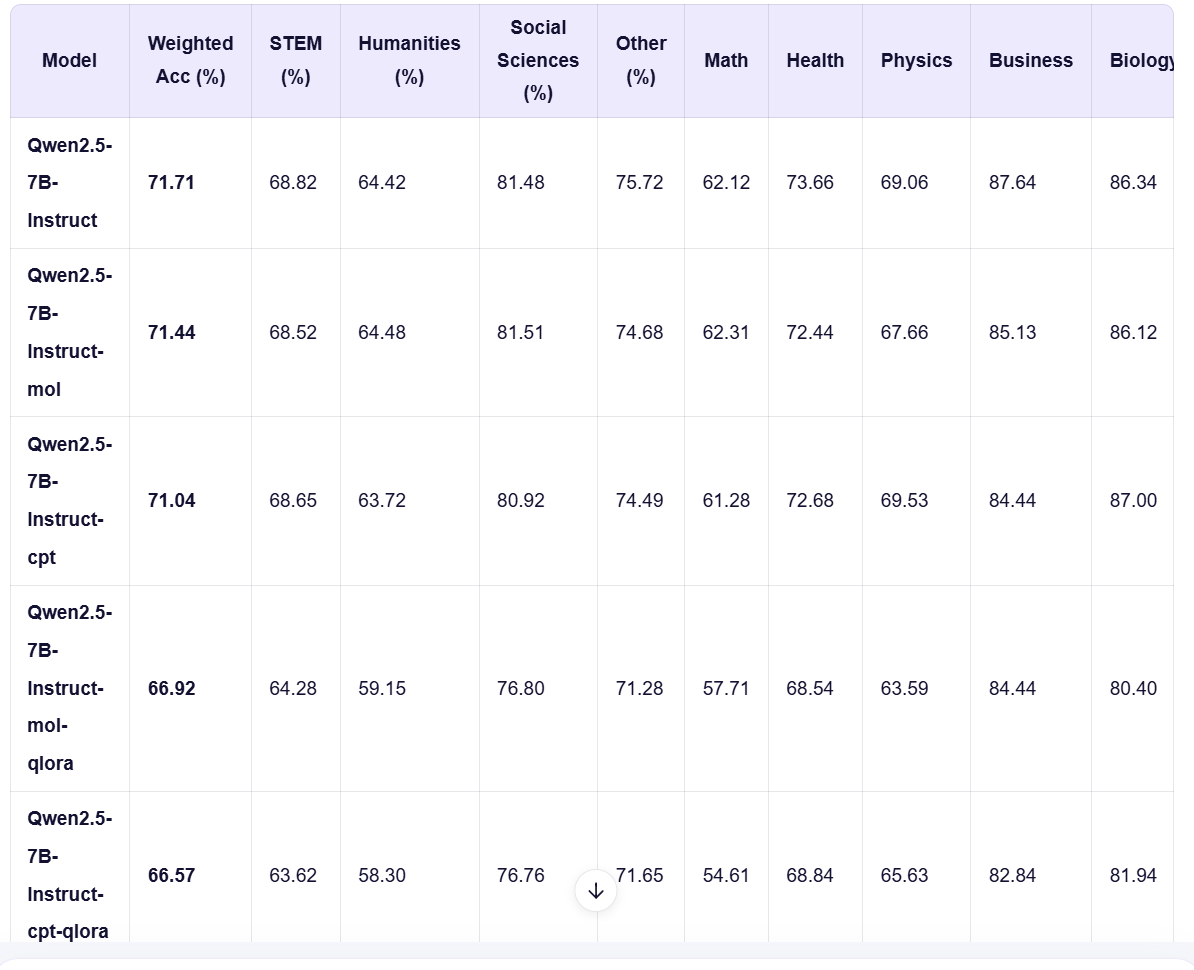 Model Weighted Acc (%) STEM (%) Humanities (%) Social Sciences (%) Other (%) Math Health Physics Business Biology
Qwen2.5-7B-Instruct 71.71 68.82 64.42 81.48 75.72 62.12 73.66 69.06 87.64 86.34
Qwen2.5-7B-Instruct-mol 71.44 68.52 64.48 81.51 74.68 62.31 72.44 67.66 85.13 86.12
Qwen2.5-7B-Instruct-cpt 71.04 68.65 63.72 80.92 74.49 61.28 72.68 69.53 84.44 87.00
Qwen2.5-7B-Instruct-mol-qlora 66.92 64.28 59.15 76.80 71.28 57.71 68.54 63.59 84.44 80.40
Qwen2.5-7B-Instruct-cpt-qlora 66.57 63.62 58.30 76.76 71.65 54.61 68.84 65.63 82.84 81.94